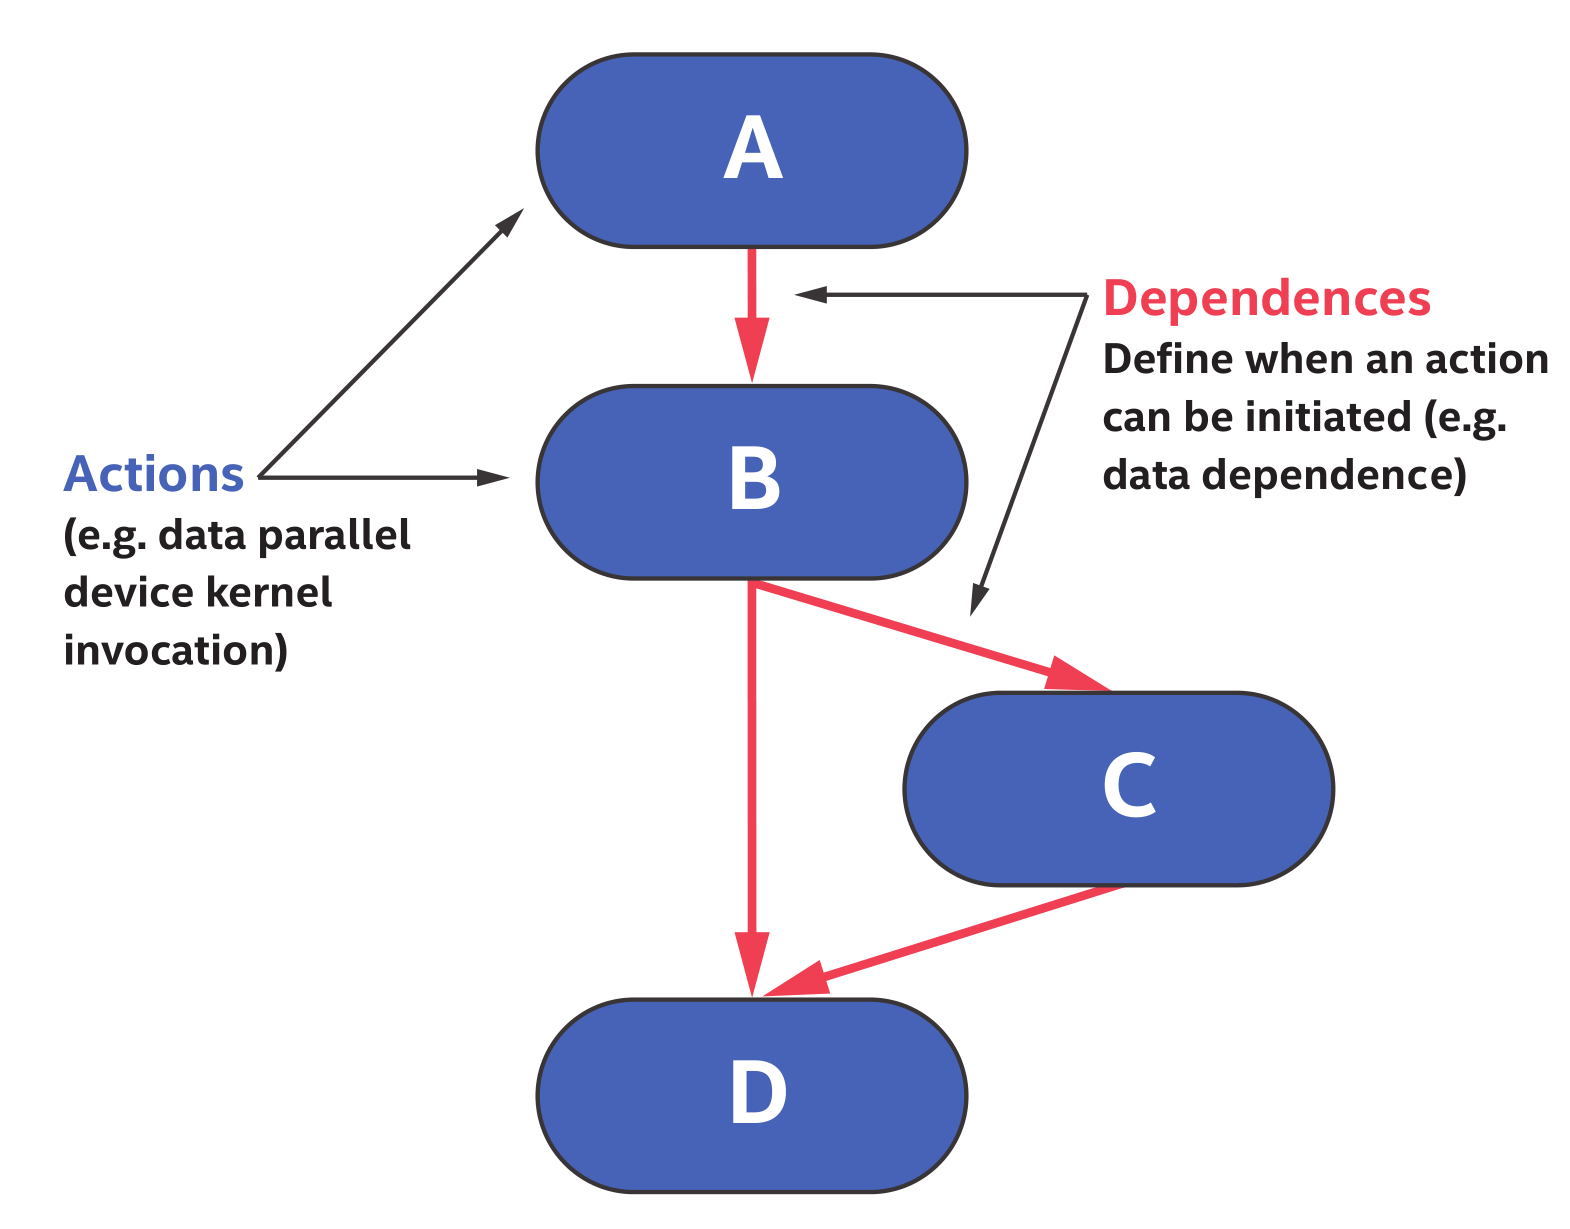 A
Dependences
Define when an action
can be initiated (e.g.
data dependence)
B
Actions
(e.g. data parallel
device kernel
invocation)
C
D